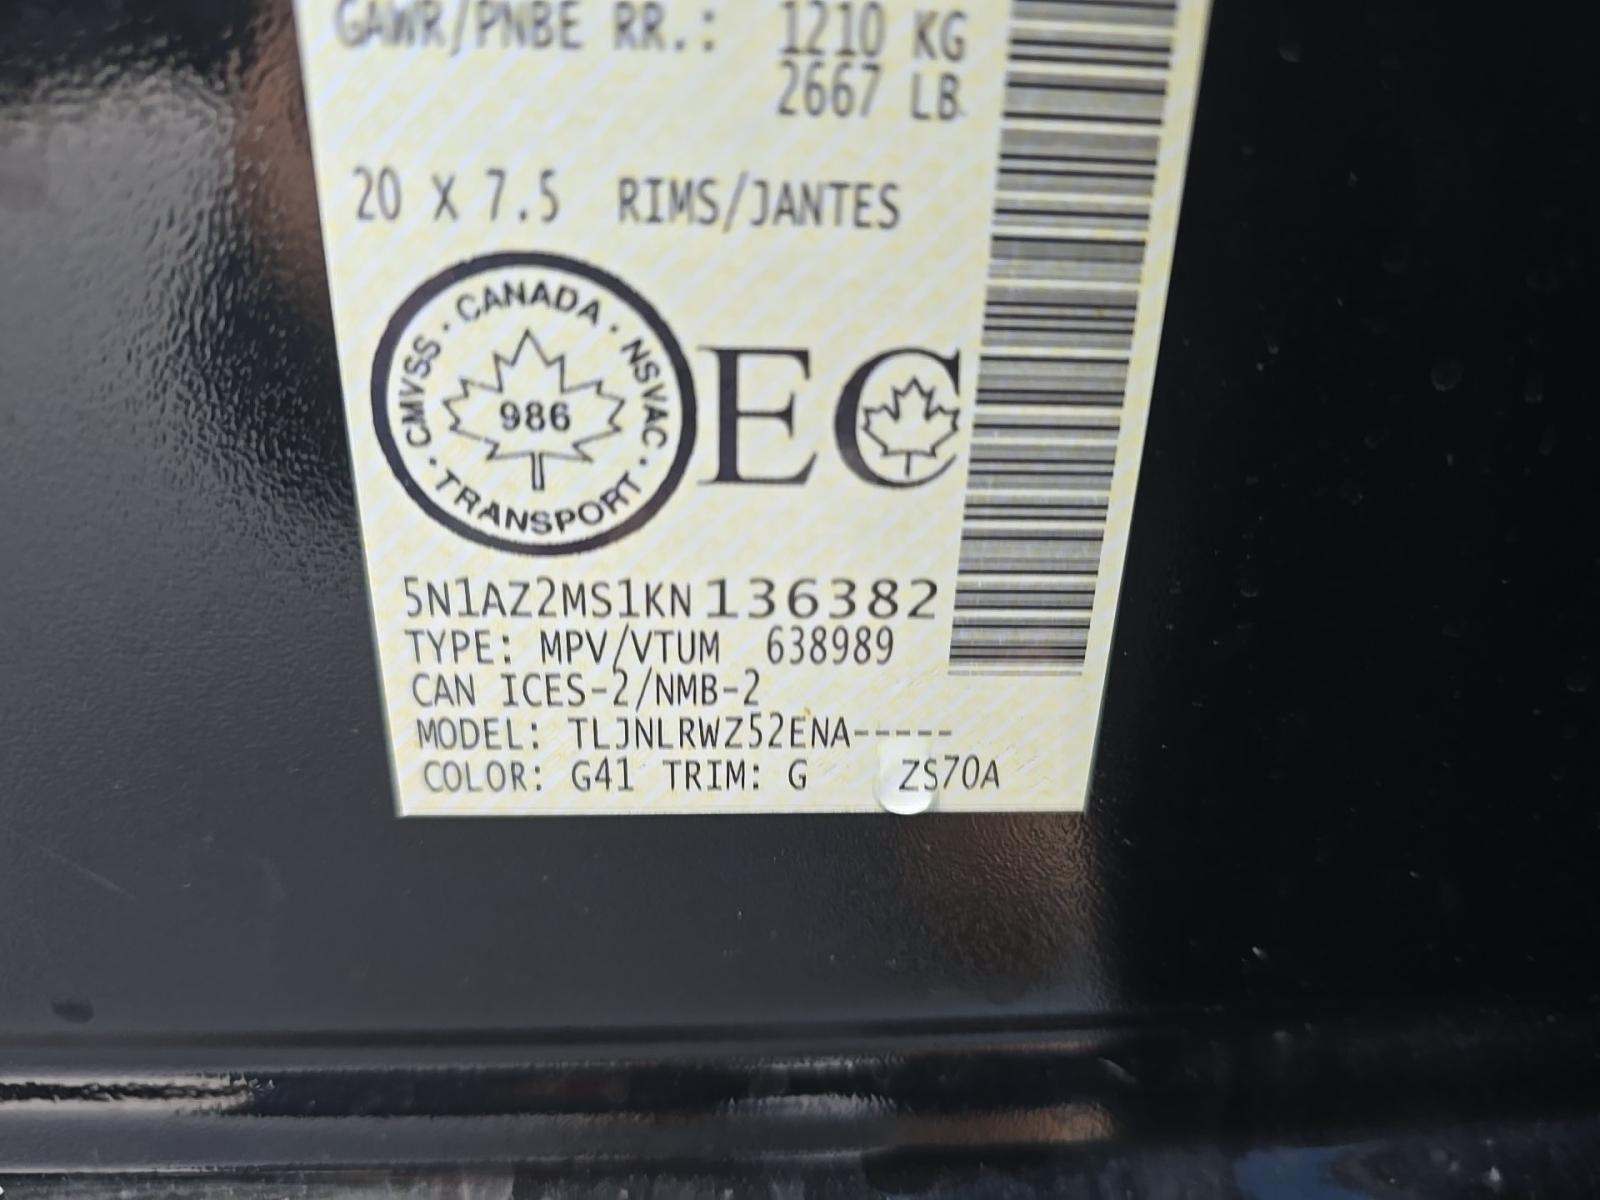 GAWR/PNBE RR.: 1210 KG
2667 LB
20 X 7.5 RIMS/JANTES
CANADA · NSVAC · TRANSPORT · CMVSS ·
986
EC
5N1AZ2MS1KN136382
TYPE: MPV/VTUM 638989
CAN ICES-2/NMB-2
MODEL: TLJNLRWZ52ENA-----
COLOR: G41 TRIM: G ZS70A